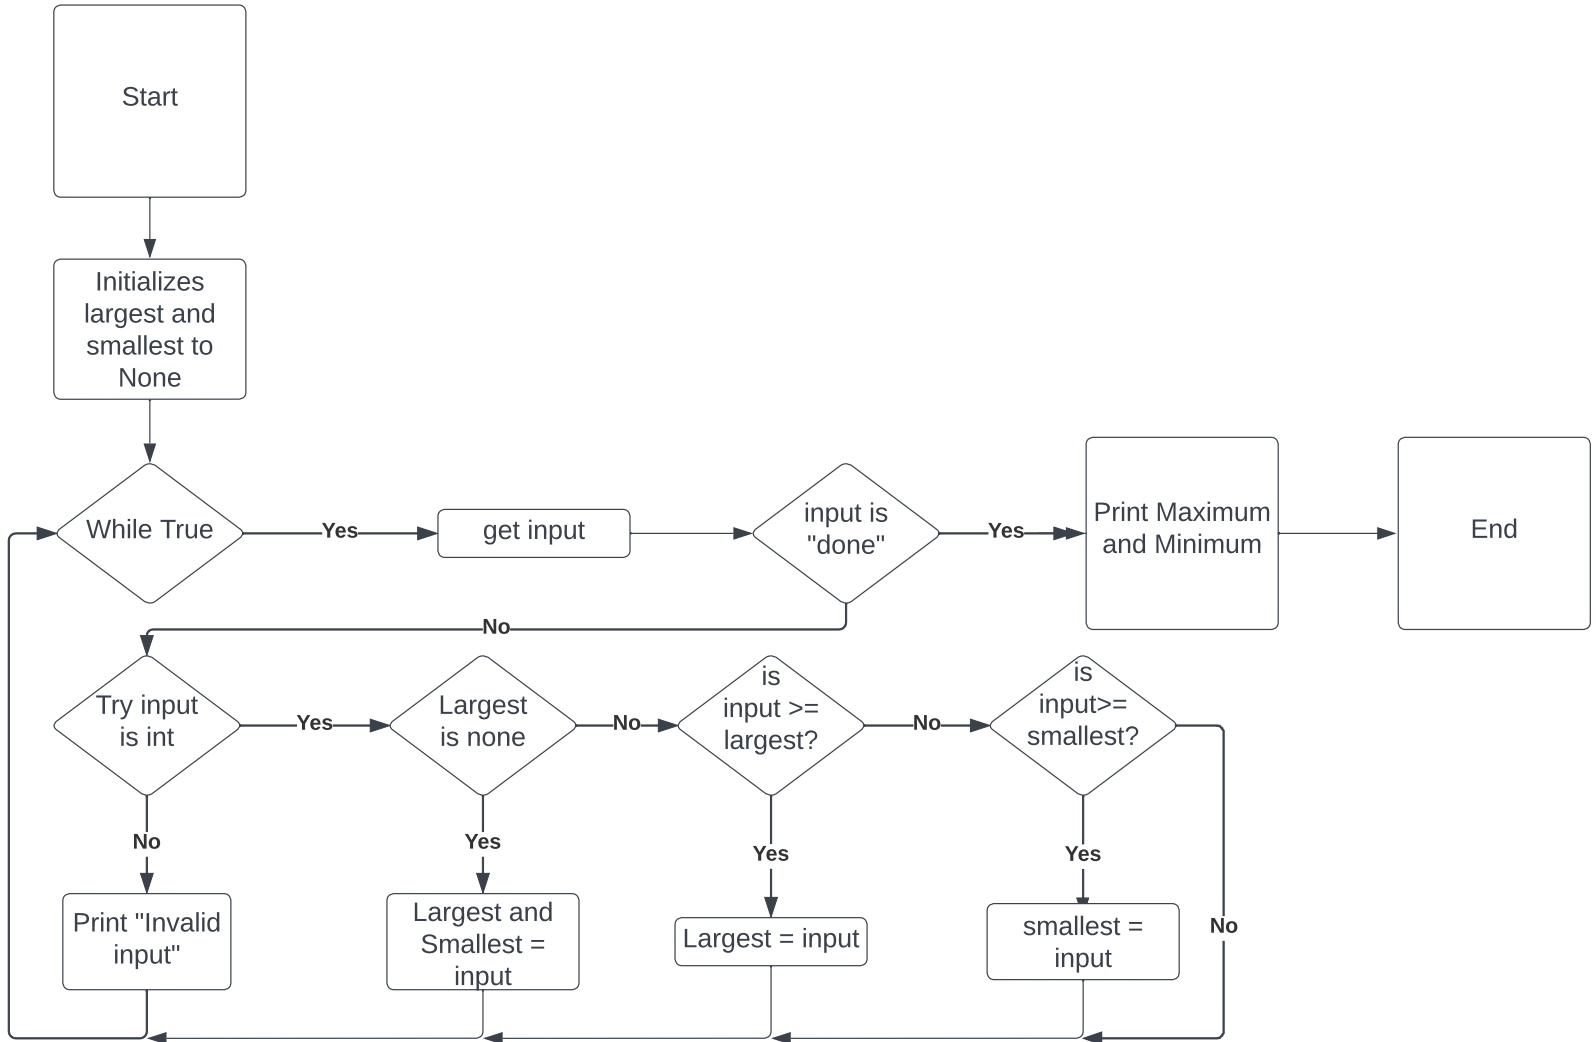 Start
Initializes
largest and
smallest to
None
While True
Yes
get input
input is
"done"
Yes
Print Maximum
and Minimum
End
No
Try input
is int
Yes
Largest
is none
No
is
input >=
largest?
No
is
input>=
smallest?
No
Yes
Yes
Yes
No
Print "Invalid
input"
Largest and
Smallest =
input
Largest = input
smallest =
input